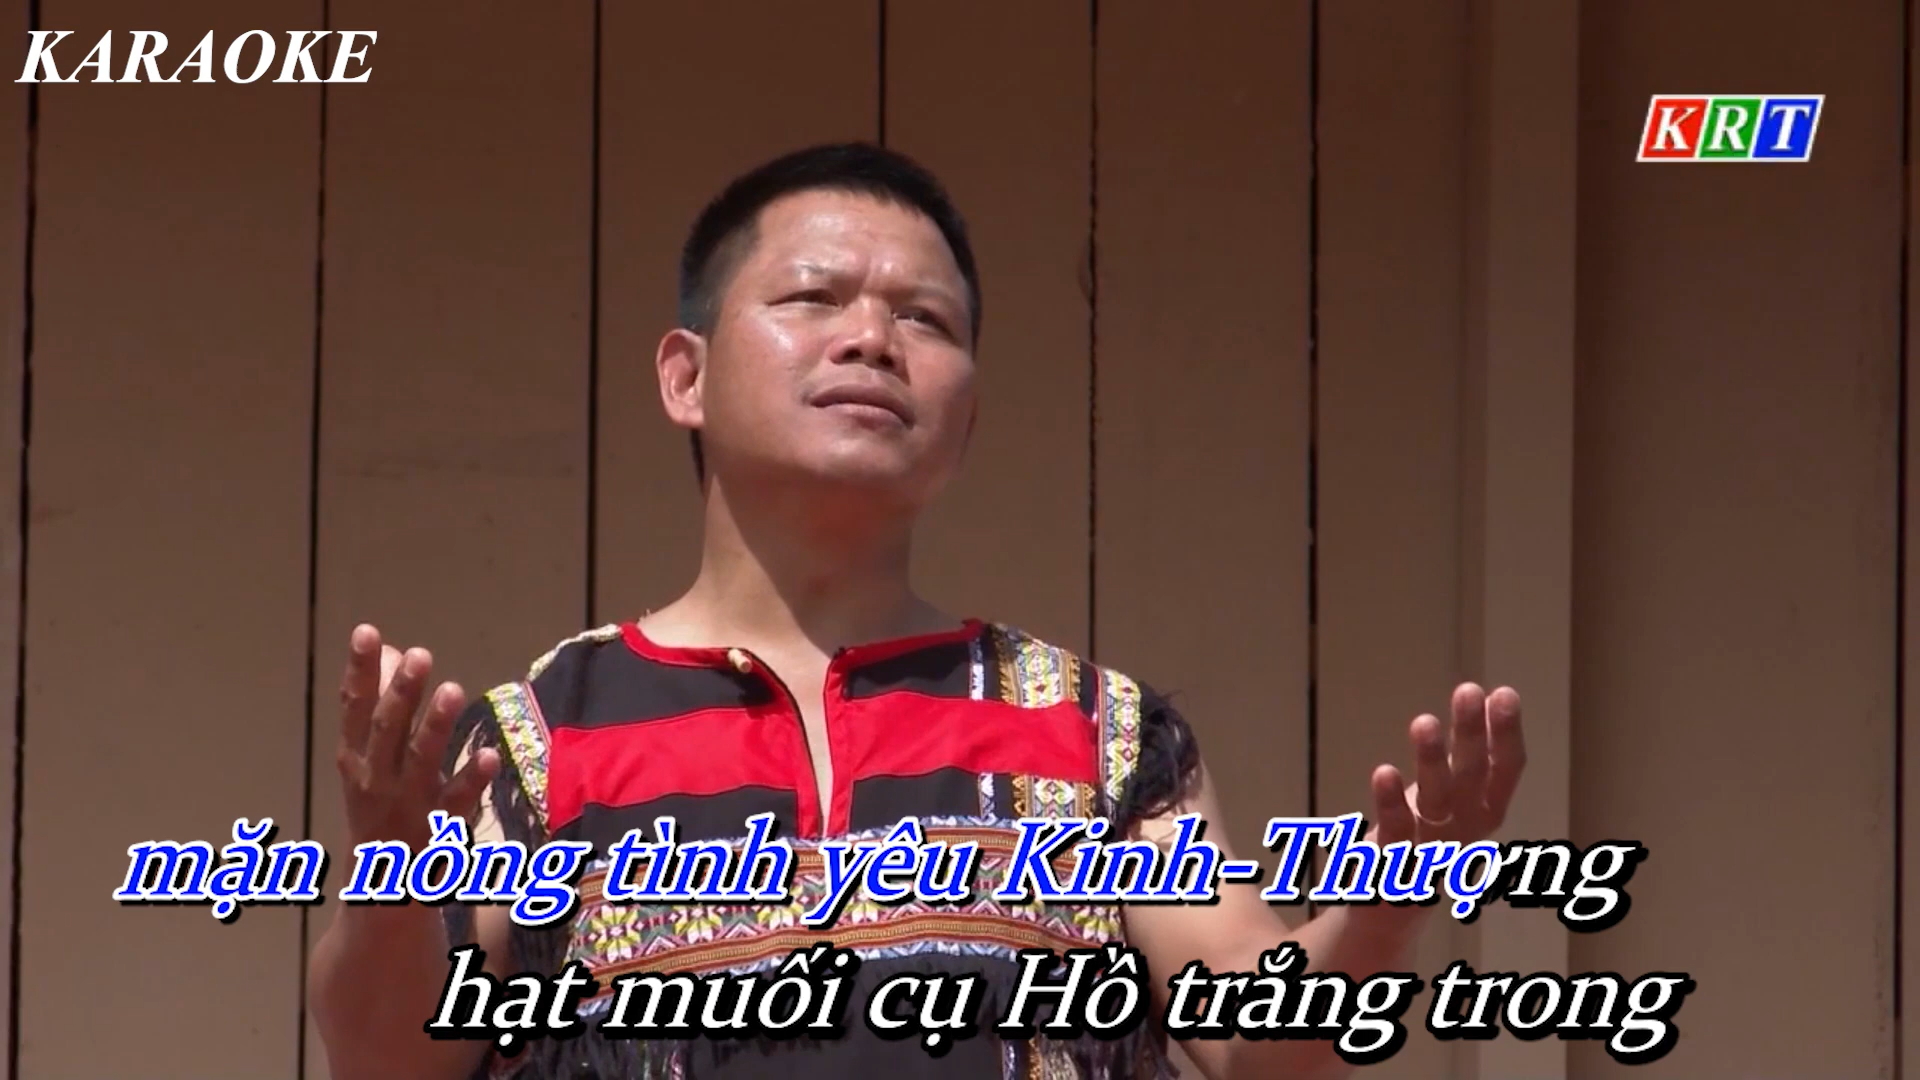 KARAOKE
KRT
mặn nồng tình yêu Kinh-Thượng
hạt muối cụ Hồ trắng trong